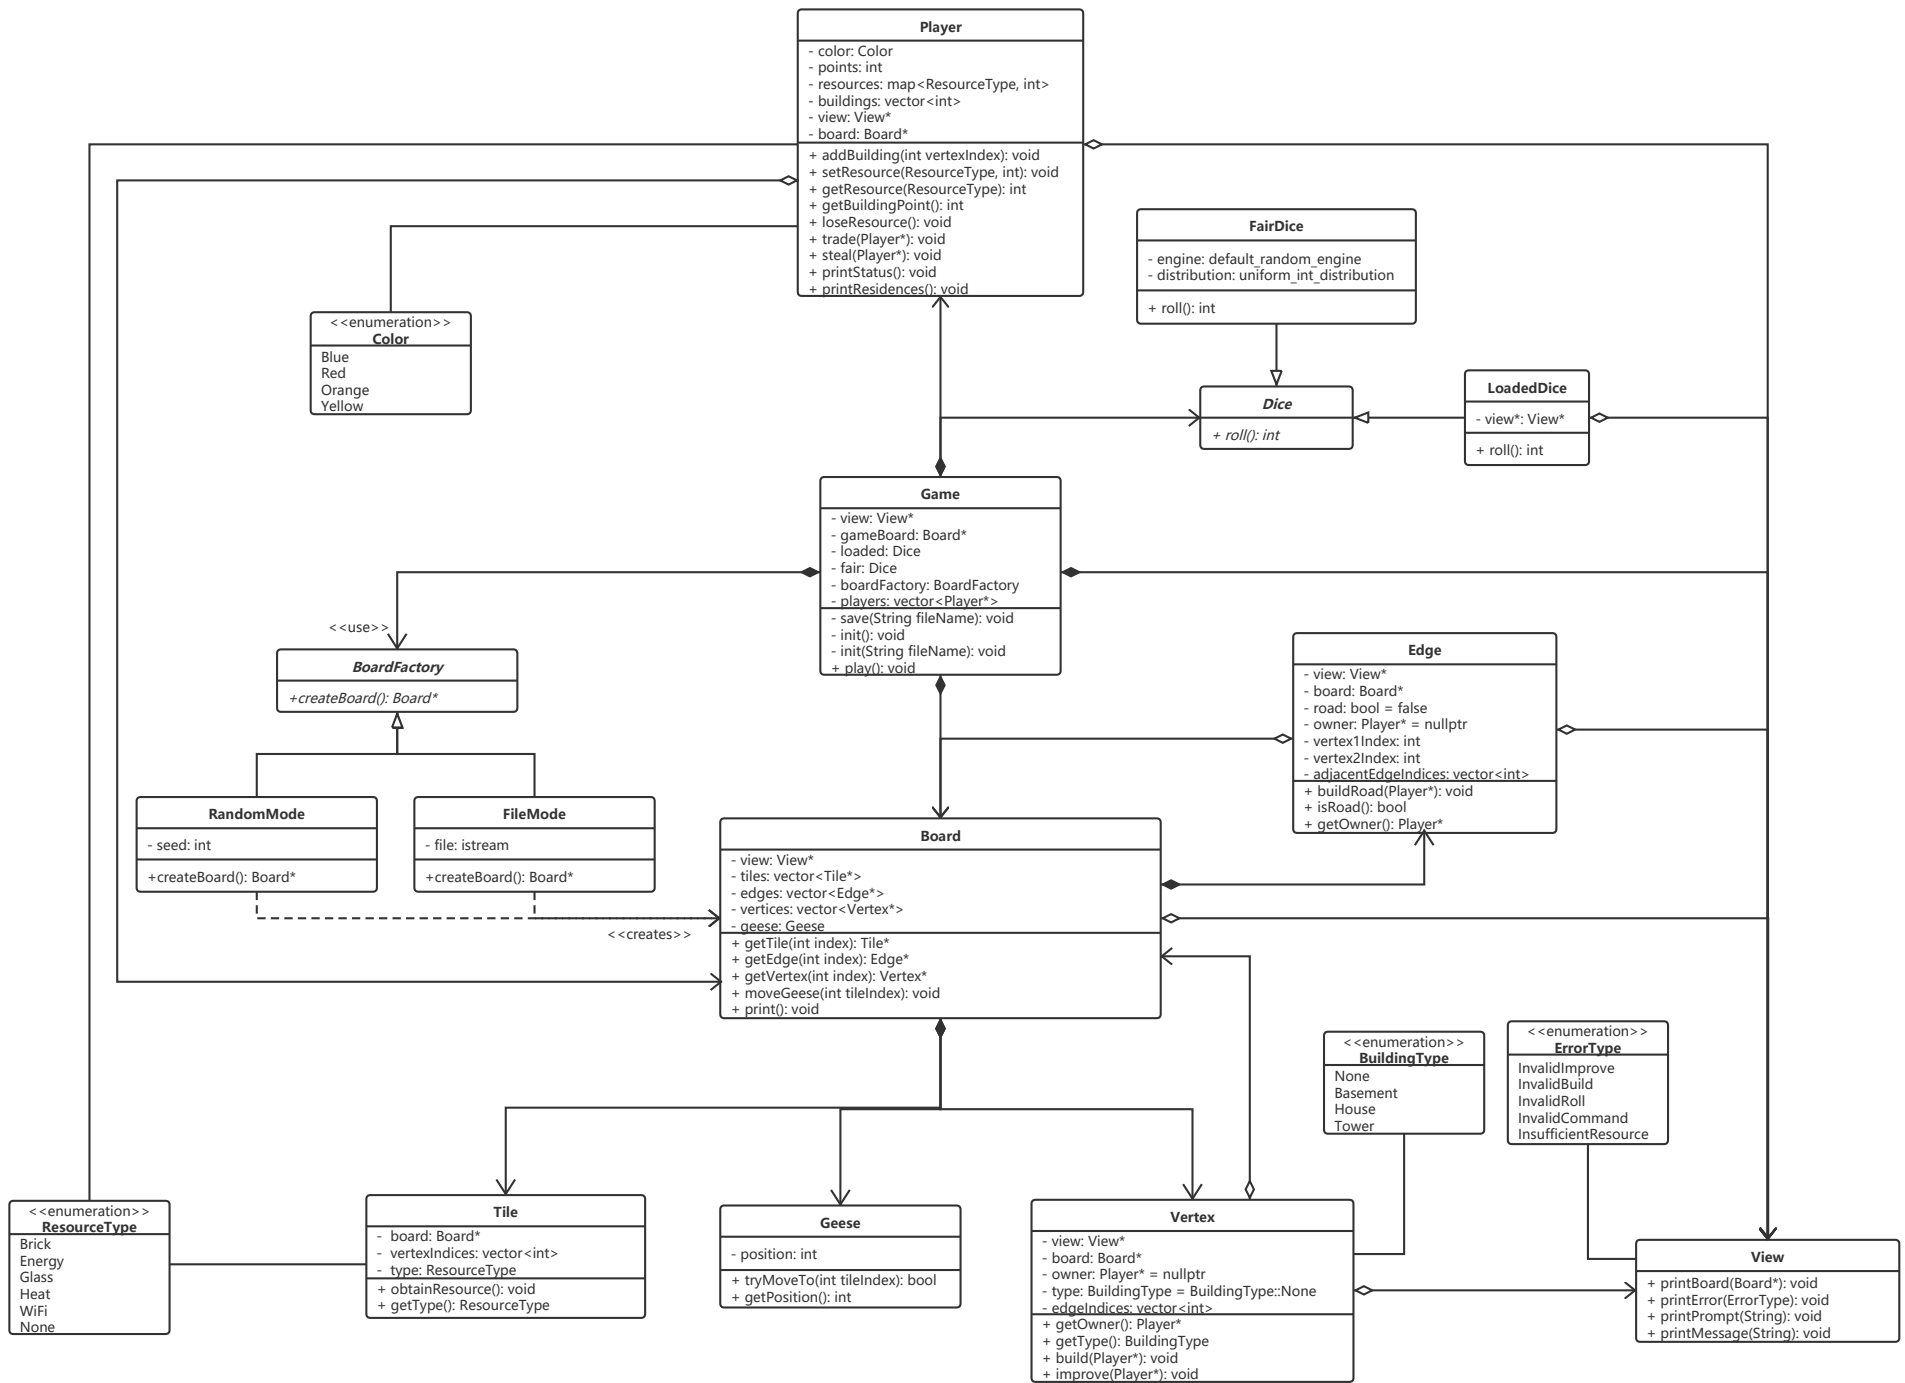 Player
- color: Color
- points: int
- resources: map<ResourceType, int>
- buildings: vector<int>
- view: View*
- board: Board*
+ addBuilding(int vertexIndex): void
+ setResource(ResourceType, int): void
+ getResource(ResourceType): int
+ getBuildingPoint(): int
+ loseResource(): void
+ trade(Player*): void
+ steal(Player*): void
+ printStatus(): void
+ printResidences(): void
FairDice
- engine: default_random_engine
- distribution: uniform_int_distribution
+ roll(): int
<<enumeration>>
Color
Blue
Red
Orange
Yellow
Dice
+ roll(): int
LoadedDice
- view*: View*
+ roll(): int
Game
- view: View*
- gameBoard: Board*
- loaded: Dice
- fair: Dice
- boardFactory: BoardFactory
- players: vector<Player*>
- save(String fileName): void
- init(): void
- init(String fileName): void
+ play(): void
<<use>>
BoardFactory
+createBoard(): Board*
Edge
- view: View*
- board: Board*
- road: bool = false
- owner: Player* = nullptr
- vertex1Index: int
- vertex2Index: int
- adjacentEdgeIndices: vector<int>
+ buildRoad(Player*): void
+ isRoad(): bool
+ getOwner(): Player*
RandomMode
- seed: int
+createBoard(): Board*
FileMode
- file: istream
+createBoard(): Board*
<<creates>>
Board
- view: View*
- tiles: vector<Tile*>
- edges: vector<Edge*>
- vertices: vector<Vertex*>
- geese: Geese
+ getTile(int index): Tile*
+ getEdge(int index): Edge*
+ getVertex(int index): Vertex*
+ moveGeese(int tileIndex): void
+ print(): void
<<enumeration>>
BuildingType
None
Basement
House
Tower
<<enumeration>>
ErrorType
InvalidImprove
InvalidBuild
InvalidRoll
InvalidCommand
InsufficientResource
<<enumeration>>
ResourceType
Brick
Energy
Glass
Heat
WiFi
None
Tile
- board: Board*
- vertexIndices: vector<int>
- type: ResourceType
+ obtainResource(): void
+ getType(): ResourceType
Geese
- position: int
+ tryMoveTo(int tileIndex): bool
+ getPosition(): int
Vertex
- view: View*
- board: Board*
- owner: Player* = nullptr
- type: BuildingType = BuildingType::None
- edgeIndices: vector<int>
+ getOwner(): Player*
+ getType(): BuildingType
+ build(Player*): void
+ improve(Player*): void
View
+ printBoard(Board*): void
+ printError(ErrorType): void
+ printPrompt(String): void
+ printMessage(String): void